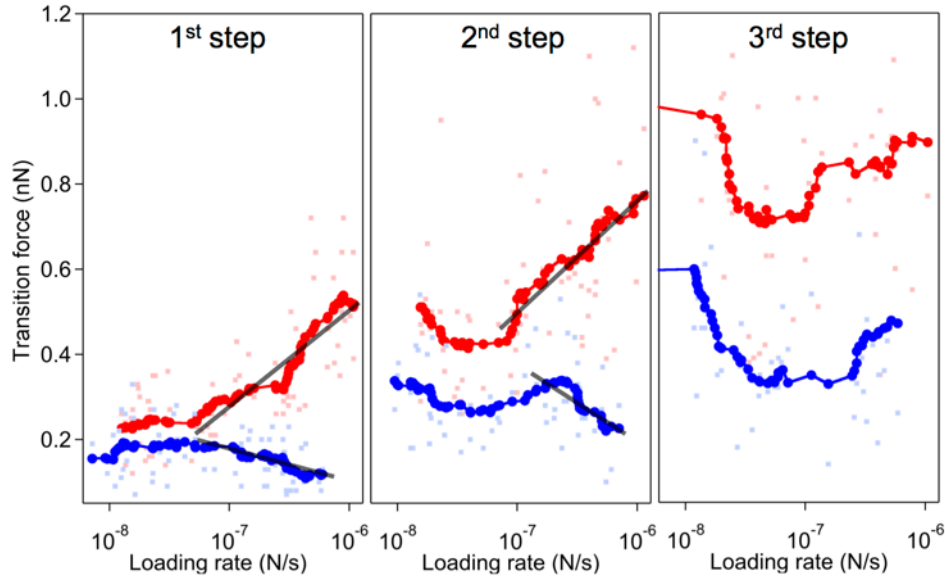 1st step
2nd step
3rd step
Transition force (nN)
1.2
1.0
0.8
0.6
0.4
0.2
10-8
10-7
10-6
10-8
10-7
10-6
10-8
10-7
10-6
Loading rate (N/s)
Loading rate (N/s)
Loading rate (N/s)